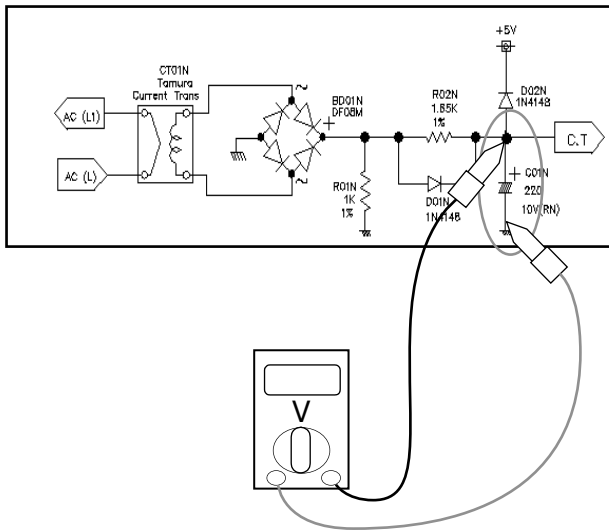 +5V
CT01N
Tamura
Current Trans
AC (L1)
AC (L)
~
BD01N
DF08M
+
~
R01N
1K
1%
R02N
1.85K
1%
D01N
1N4148
D02N
1N4148
C.T
+
C01N
220
10V(RN)
V